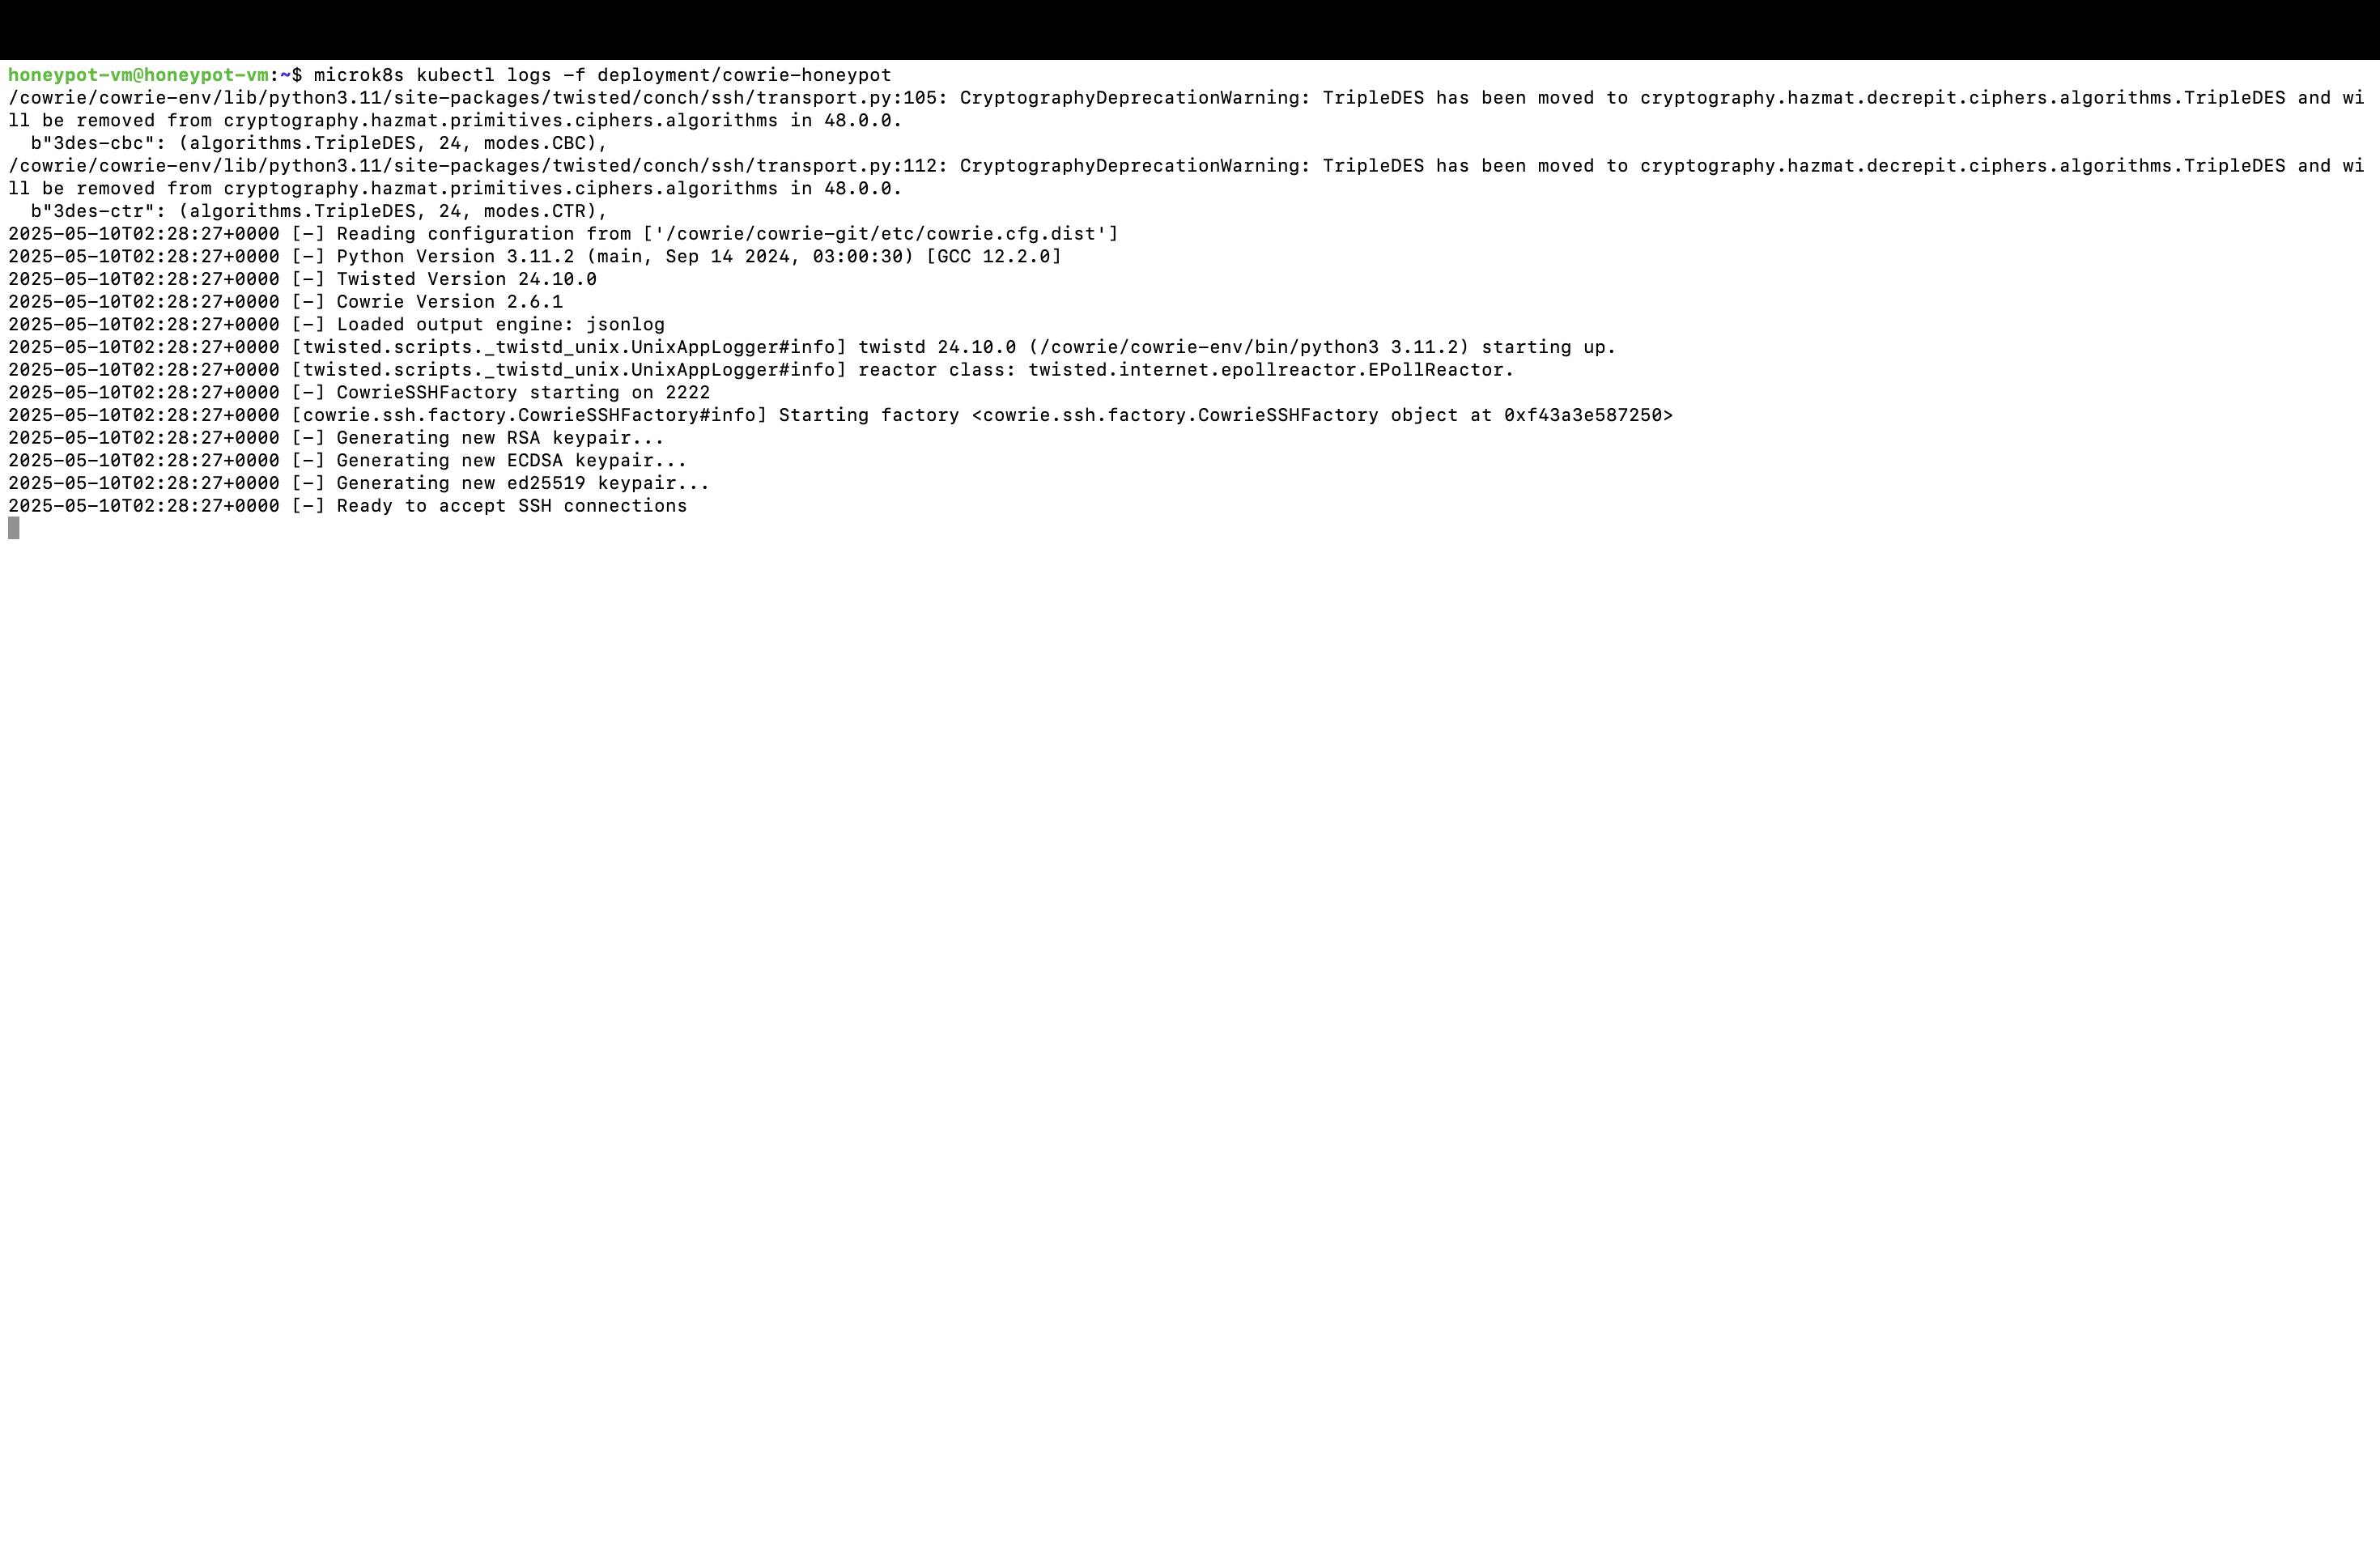 honeypot-vm@honeypot-vm:~$ microk8s kubectl logs -f deployment/cowrie-honeypot
/cowrie/cowrie-env/lib/python3.11/site-packages/twisted/conch/ssh/transport.py:105: CryptographyDeprecationWarning: TripleDES has been moved to cryptography.hazmat.decrepit.ciphers.algorithms.TripleDES and wi
ll be removed from cryptography.hazmat.primitives.ciphers.algorithms in 48.0.0.
  b"3des-cbc": (algorithms.TripleDES, 24, modes.CBC),
/cowrie/cowrie-env/lib/python3.11/site-packages/twisted/conch/ssh/transport.py:112: CryptographyDeprecationWarning: TripleDES has been moved to cryptography.hazmat.decrepit.ciphers.algorithms.TripleDES and wi
ll be removed from cryptography.hazmat.primitives.ciphers.algorithms in 48.0.0.
  b"3des-ctr": (algorithms.TripleDES, 24, modes.CTR),
2025-05-10T02:28:27+0000 [-] Reading configuration from ['/cowrie/cowrie-git/etc/cowrie.cfg.dist']
2025-05-10T02:28:27+0000 [-] Python Version 3.11.2 (main, Sep 14 2024, 03:00:30) [GCC 12.2.0]
2025-05-10T02:28:27+0000 [-] Twisted Version 24.10.0
2025-05-10T02:28:27+0000 [-] Cowrie Version 2.6.1
2025-05-10T02:28:27+0000 [-] Loaded output engine: jsonlog
2025-05-10T02:28:27+0000 [twisted.scripts._twistd_unix.UnixAppLogger#info] twistd 24.10.0 (/cowrie/cowrie-env/bin/python3 3.11.2) starting up.
2025-05-10T02:28:27+0000 [twisted.scripts._twistd_unix.UnixAppLogger#info] reactor class: twisted.internet.epollreactor.EPollReactor.
2025-05-10T02:28:27+0000 [-] CowrieSSHFactory starting on 2222
2025-05-10T02:28:27+0000 [cowrie.ssh.factory.CowrieSSHFactory#info] Starting factory <cowrie.ssh.factory.CowrieSSHFactory object at 0xf43a3e587250>
2025-05-10T02:28:27+0000 [-] Generating new RSA keypair...
2025-05-10T02:28:27+0000 [-] Generating new ECDSA keypair...
2025-05-10T02:28:27+0000 [-] Generating new ed25519 keypair...
2025-05-10T02:28:27+0000 [-] Ready to accept SSH connections